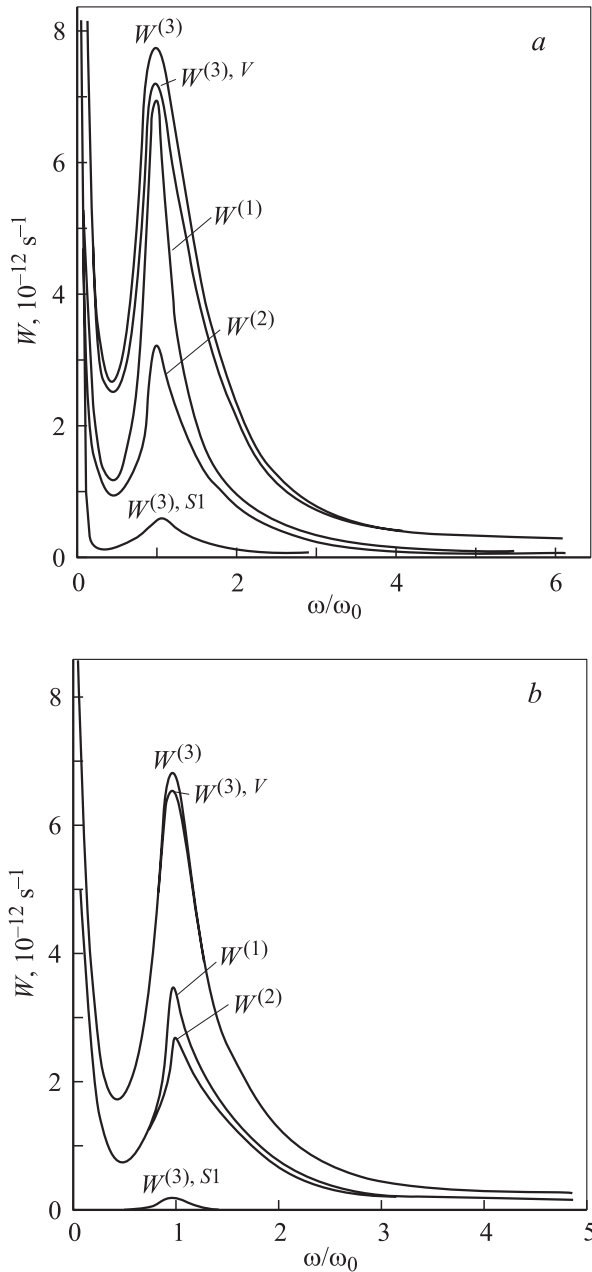 a
8
6
4
2
0
W, 10⁻¹² s⁻¹
W⁽³⁾
W⁽³⁾, V
W⁽¹⁾
W⁽²⁾
W⁽³⁾, S1
0 2 4 6
ω/ω₀
b
8
6
4
2
0
W, 10⁻¹² s⁻¹
W⁽³⁾
W⁽³⁾, V
W⁽¹⁾
W⁽²⁾
W⁽³⁾, S1
0 1 2 3 4 5
ω/ω₀